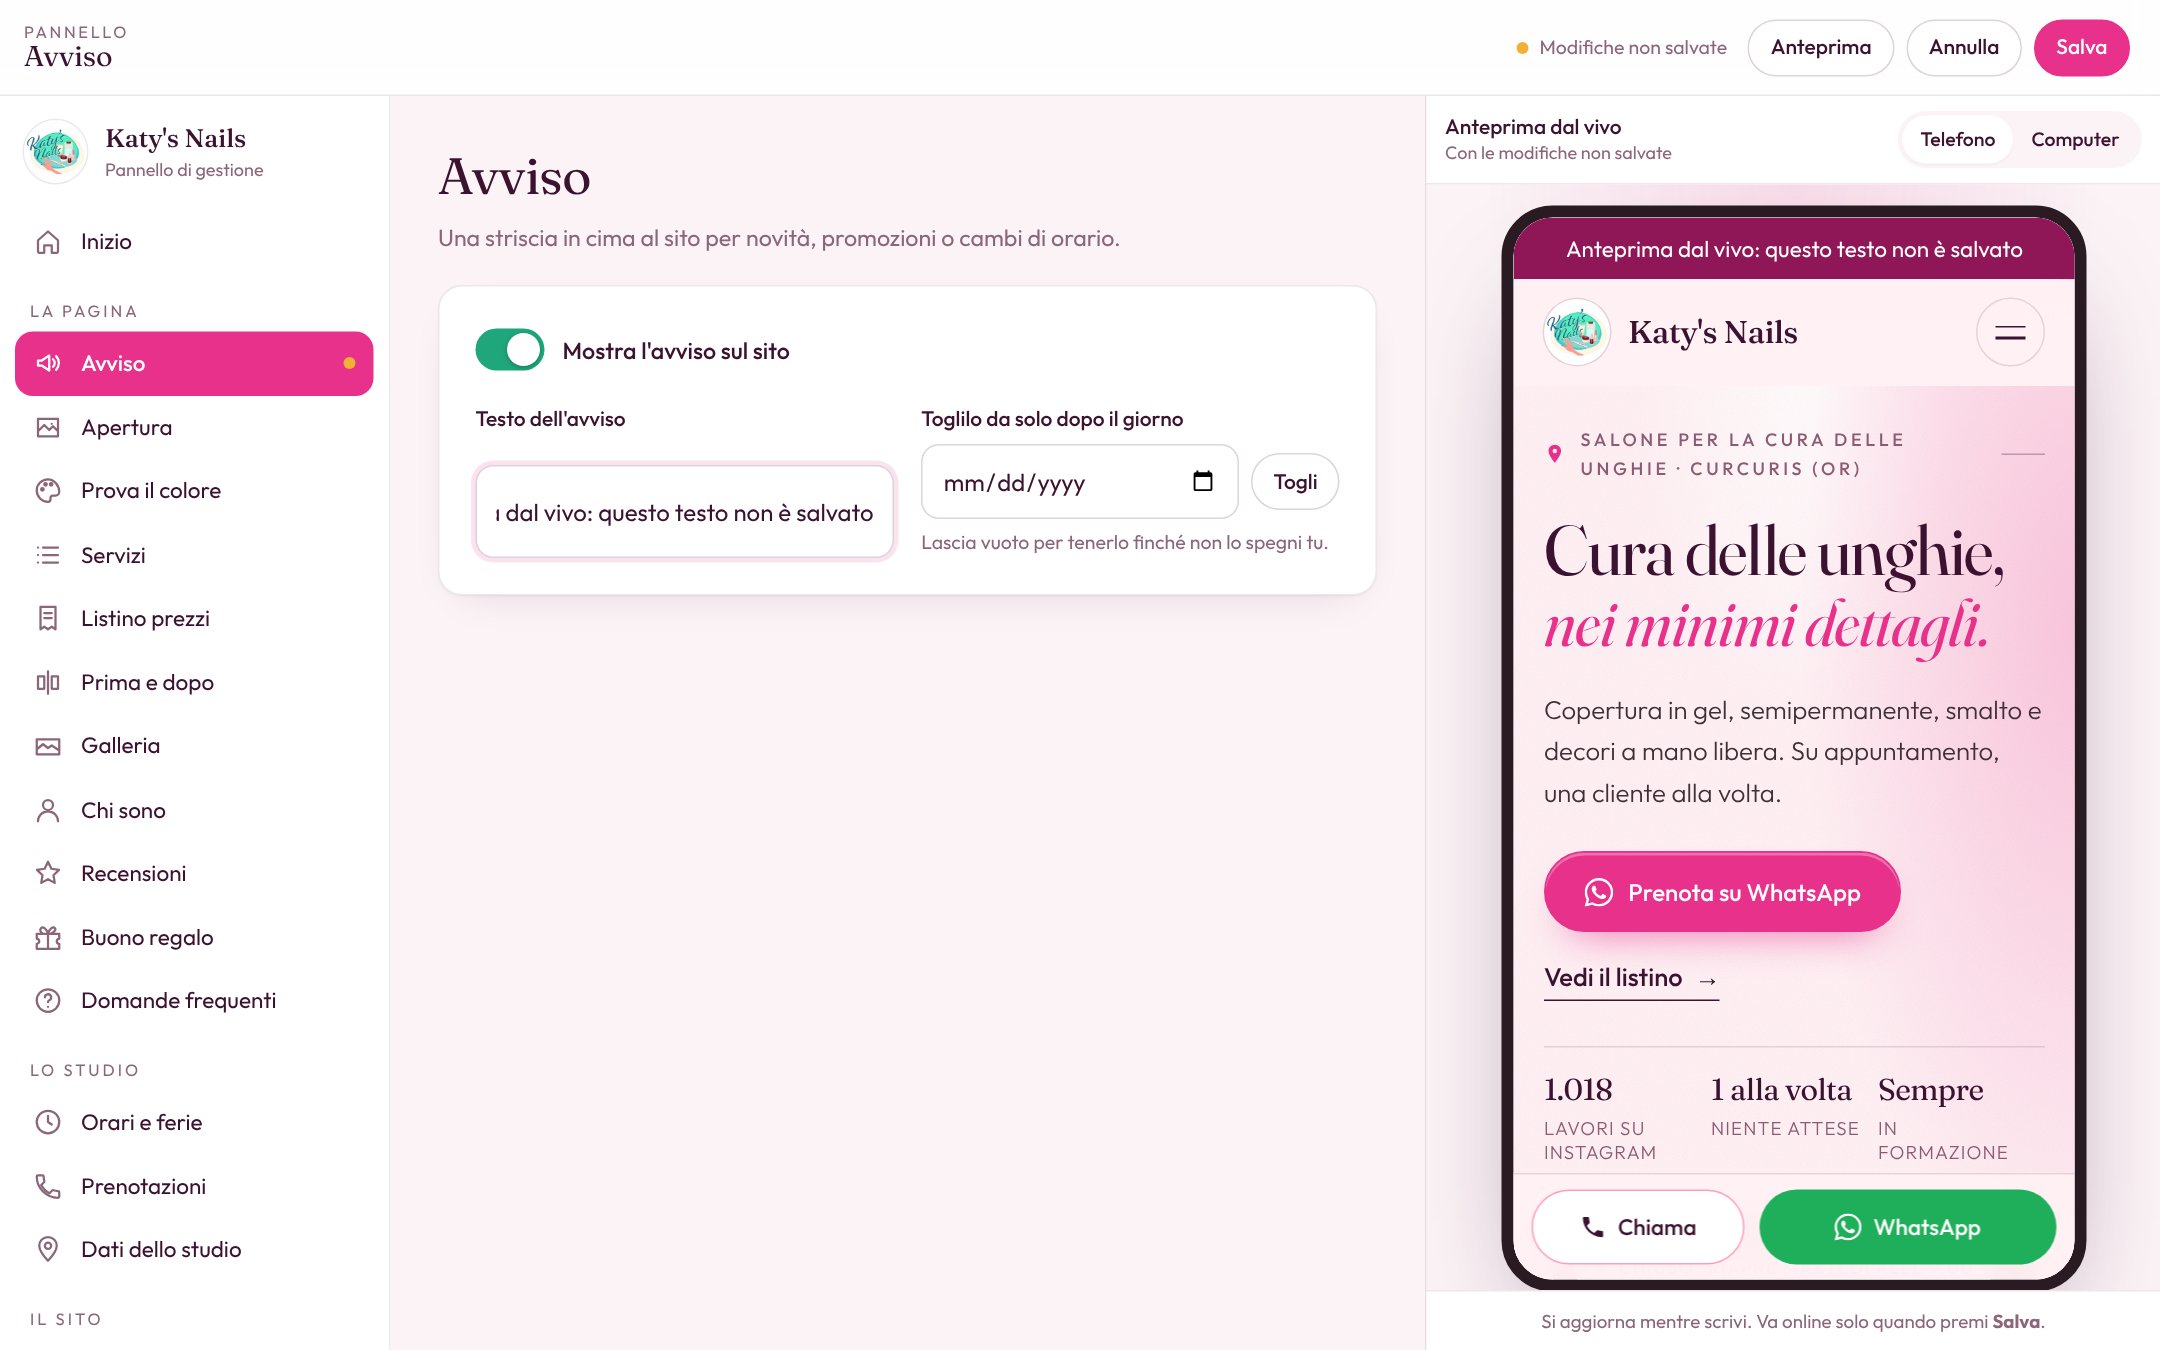 PANNELLO
Avviso
Modifiche non salvate
Anteprima
Annulla
Salva
Katy's Nails
Pannello di gestione
Inizio
LA PAGINA
Avviso
Apertura
Prova il colore
Servizi
Listino prezzi
Prima e dopo
Galleria
Chi sono
Recensioni
Buono regalo
Domande frequenti
LO STUDIO
Orari e ferie
Prenotazioni
Dati dello studio
IL SITO
Avviso
Una striscia in cima al sito per novità, promozioni o cambi di orario.
Mostra l'avviso sul sito
Testo dell'avviso
dal vivo: questo testo non è salvato
Toglilo da solo dopo il giorno
mm/dd/yyyy
Togli
Lascia vuoto per tenerlo finché non lo spegni tu.
Anteprima dal vivo
Con le modifiche non salvate
Telefono
Computer
Anteprima dal vivo: questo testo non è salvato
Katy's Nails
Katy's Nails
SALONE PER LA CURA DELLE
UNGHIE · CURCURIS (OR)
Cura delle unghie,
nei minimi dettagli.
Copertura in gel, semipermanente, smalto e
decori a mano libera. Su appuntamento,
una cliente alla volta.
Prenota su WhatsApp
Vedi il listino →
1.018
LAVORI SU
INSTAGRAM
1 alla volta
NIENTE ATTESE
Sempre
IN
FORMAZIONE
Chiama
WhatsApp
Si aggiorna mentre scrivi. Va online solo quando premi Salva.